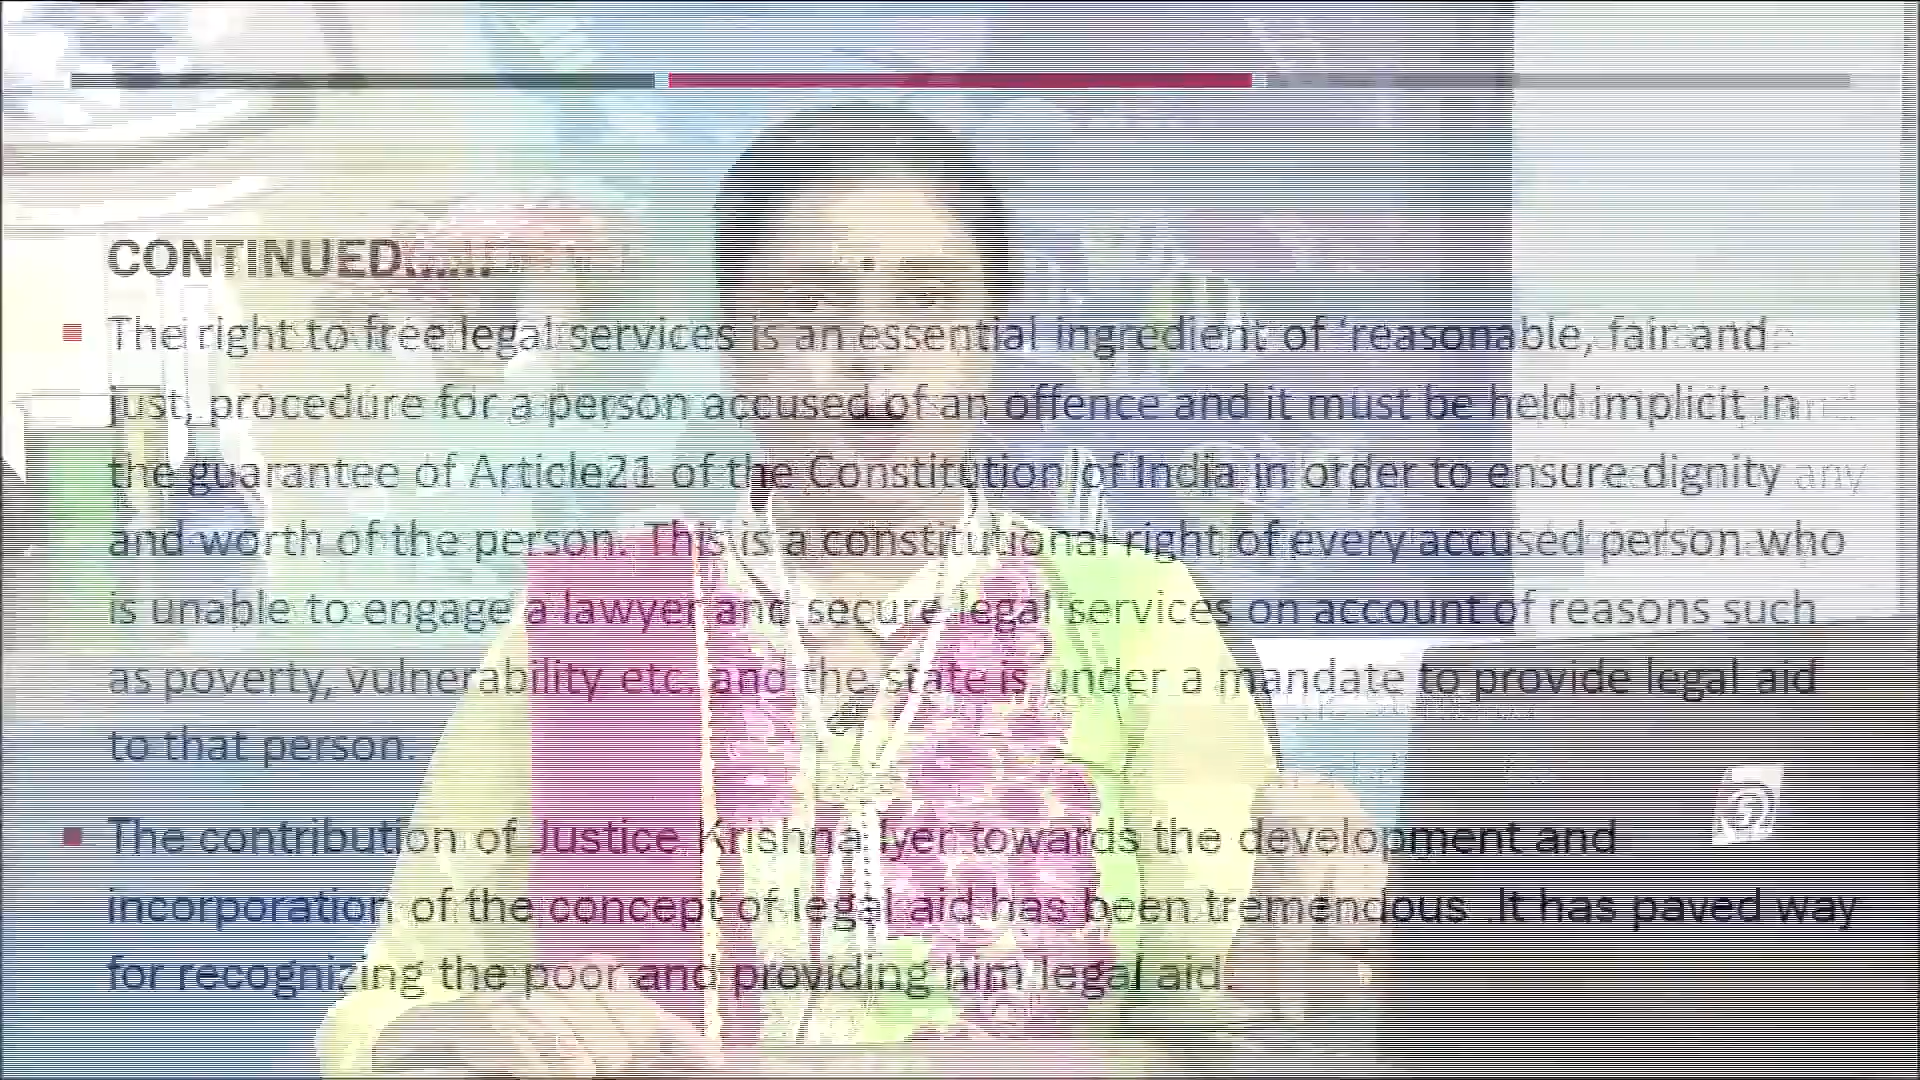 CONTINUED......
The right to free legal services is an essential ingredient of ‘reasonable, fair and
just, procedure for a person accused of an offence and it must be held implicit in
the guarantee of Article21 of the Constitution of India in order to ensure dignity
and worth of the person. This is a constitutional right of every accused person who
is unable to engage a lawyer and secure legal services on account of reasons such
as poverty, vulnerability etc. and the state is under a mandate to provide legal aid
to that person.
The contribution of Justice Krishna Iyer towards the development and
incorporation of the concept of legal aid has been tremendous .It has paved way
for recognizing the poor and providing him legal aid.